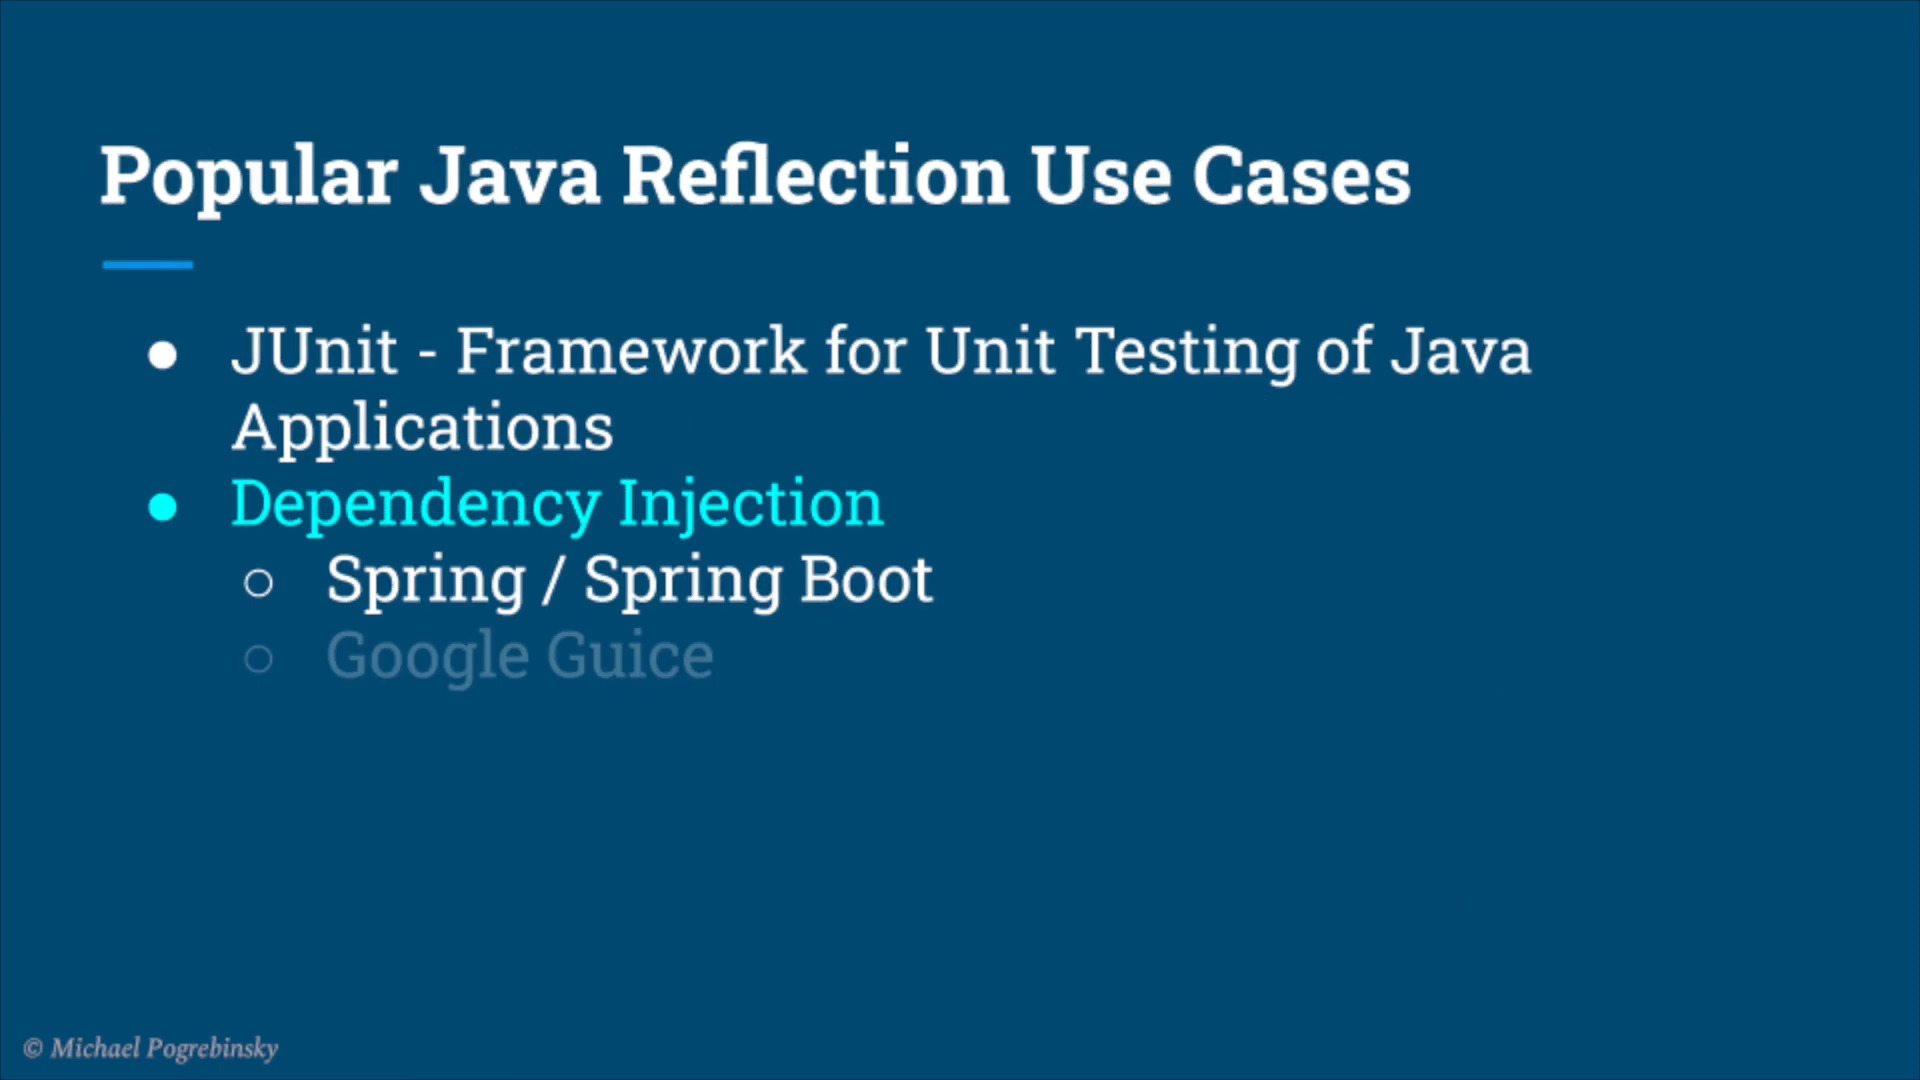 Popular Java Reflection Use Cases
● JUnit - Framework for Unit Testing of Java
Applications
● Dependency Injection
○ Spring / Spring Boot
○ Google Guice
© Michael Pogrebinsky